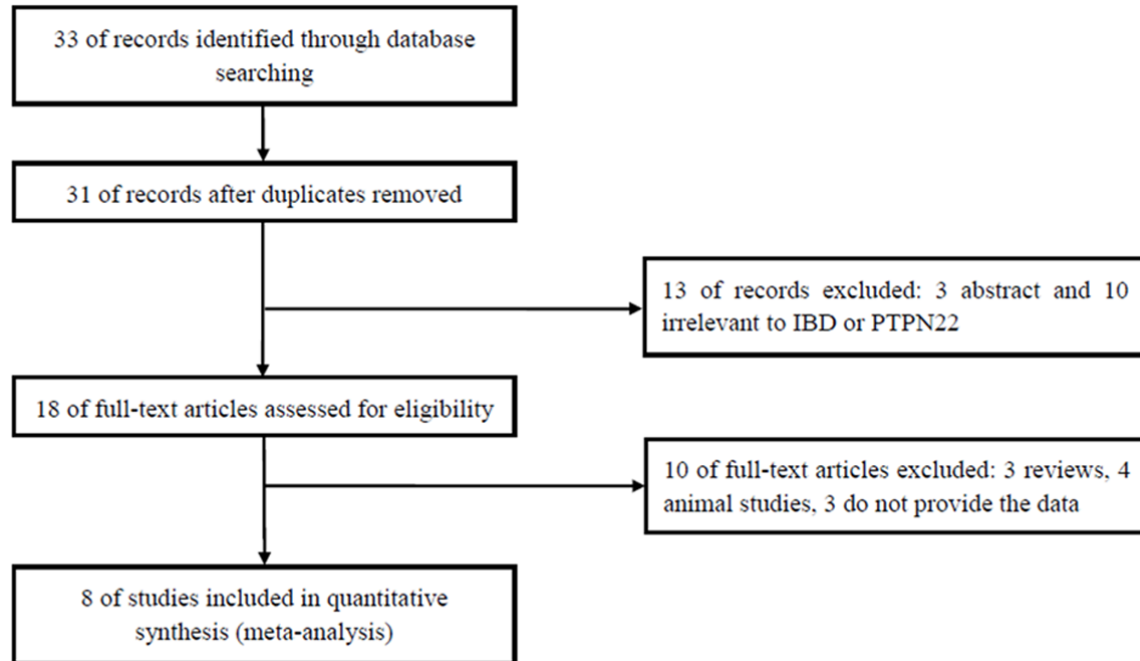 33 of records identified through database
searching
31 of records after duplicates removed
13 of records excluded: 3 abstract and 10
irrelevant to IBD or PTPN22
18 of full-text articles assessed for eligibility
10 of full-text articles excluded: 3 reviews, 4
animal studies, 3 do not provide the data
8 of studies included in quantitative
synthesis (meta-analysis)